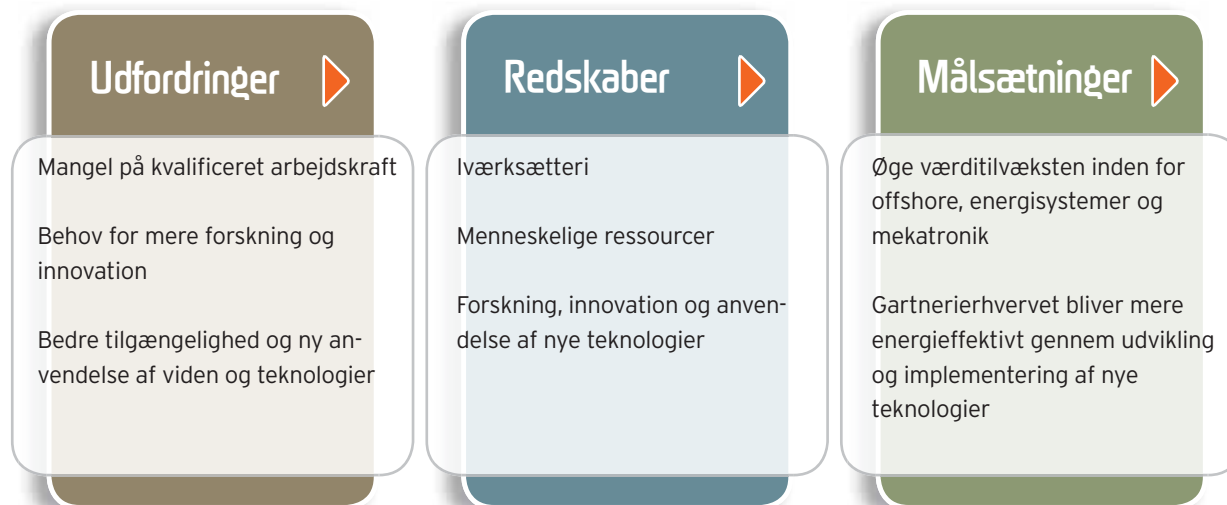 Udfordringer
Mangel på kvalificeret arbejdskraft
Behov for mere forskning og
innovation
Bedre tilgængelighed og ny an-
vendelse af viden og teknologier
Redskaber
Iværksætteri
Menneskelige ressourcer
Forskning, innovation og anven-
delse af nye teknologier
Målsætninger
Øge værditilvæksten inden for
offshore, energisystemer og
mekatronik
Gartnerierhvervet bliver mere
energieffektivt gennem udvikling
og implementering af nye
teknologier